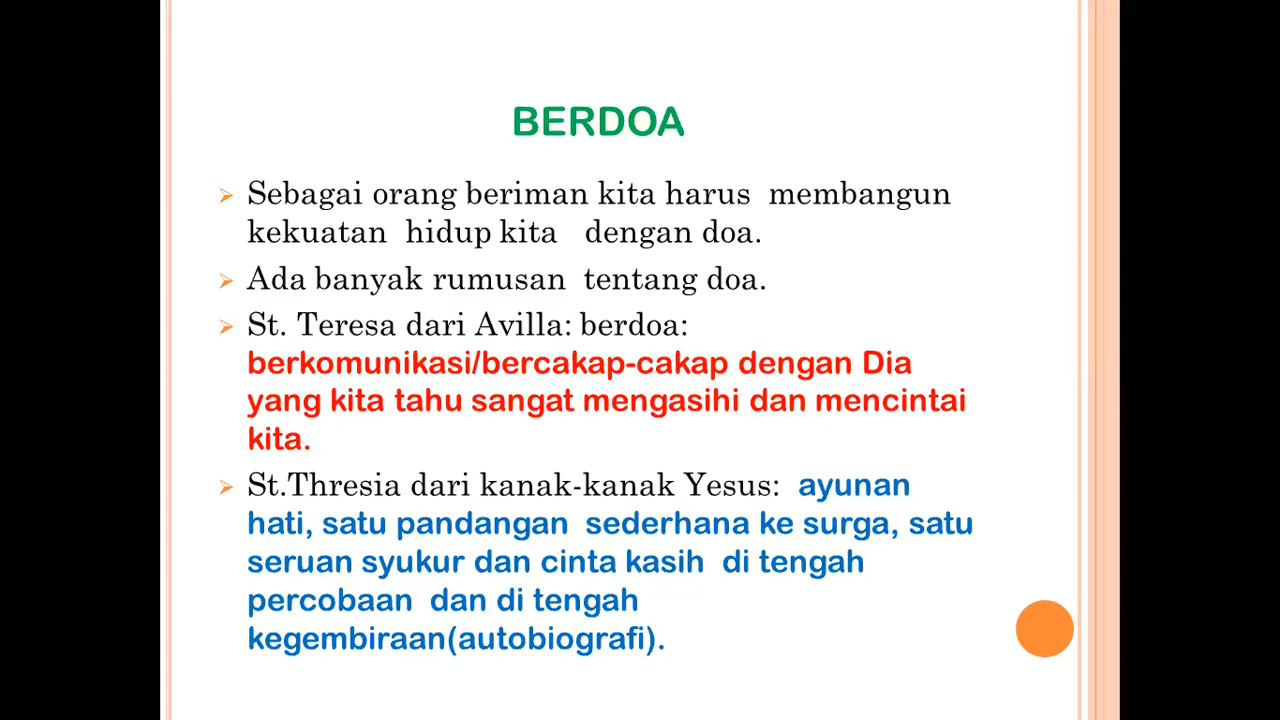 BERDOA
Sebagai orang beriman kita harus membangun
kekuatan hidup kita dengan doa.
Ada banyak rumusan tentang doa.
St. Teresa dari Avilla: berdoa:
berkomunikasi/bercakap-cakap dengan Dia
yang kita tahu sangat mengasihi dan mencintai
kita.
St.Thresia dari kanak-kanak Yesus: ayunan
hati, satu pandangan sederhana ke surga, satu
seruan syukur dan cinta kasih di tengah
percobaan dan di tengah
kegembiraan(autobiografi).